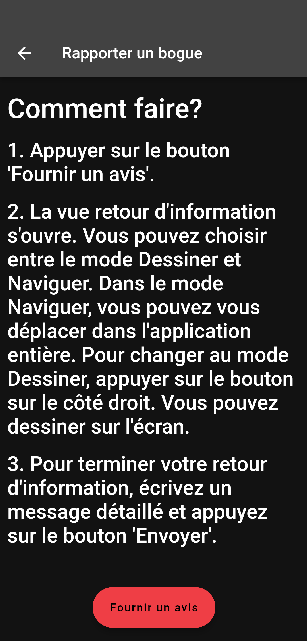 Rapporter un bogue
Comment faire?
1. Appuyer sur le bouton
'Fournir un avis'.
2. La vue retour d'information
s'ouvre. Vous pouvez choisir
entre le mode Dessiner et
Naviguer. Dans le mode
Naviguer, vous pouvez vous
déplacer dans l'application
entière. Pour changer au mode
Dessiner, appuyer sur le bouton
sur le côté droit. Vous pouvez
dessiner sur l'écran.
3. Pour terminer votre retour
d'information, écrivez un
message détaillé et appuyez
sur le bouton 'Envoyer'.
Fournir un avis